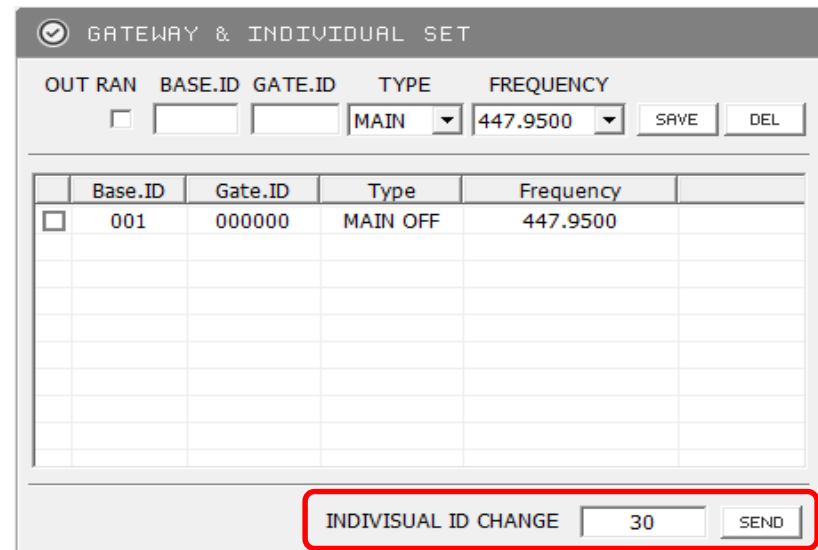 GATEWAY & INDIVIDUAL SET
OUT RAN BASE.ID GATE.ID TYPE FREQUENCY
MAIN 447.9500 SAVE DEL
Base.ID Gate.ID Type Frequency
001 000000 MAIN OFF 447.9500
INDIVISUAL ID CHANGE 30 SEND